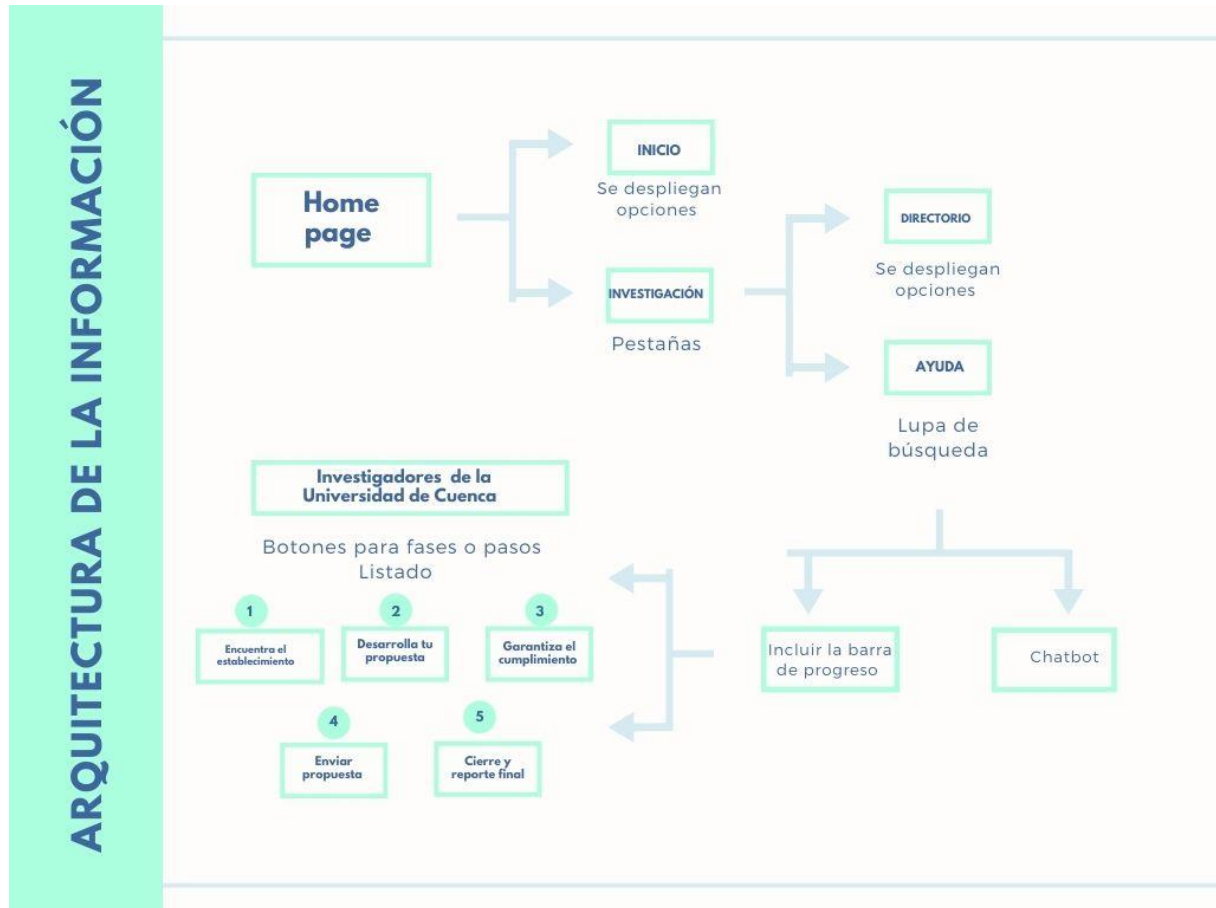 ARQUITECTURA DE LA INFORMACIÓN
Home
page
INICIO
Se despliegan
opciones
INVESTIGACIÓN
Pestañas
DIRECTORIO
Se despliegan
opciones
AYUDA
Lupa de
búsqueda
Incluir la barra
de progreso
Chatbot
Investigadores de la
Universidad de Cuenca
Botones para fases o pasos
Listado
1
Encuentra el
establecimiento
2
Desarrolla tu
propuesta
3
Garantiza el
cumplimiento
4
Enviar
propuesta
5
Cierre y
reporte final